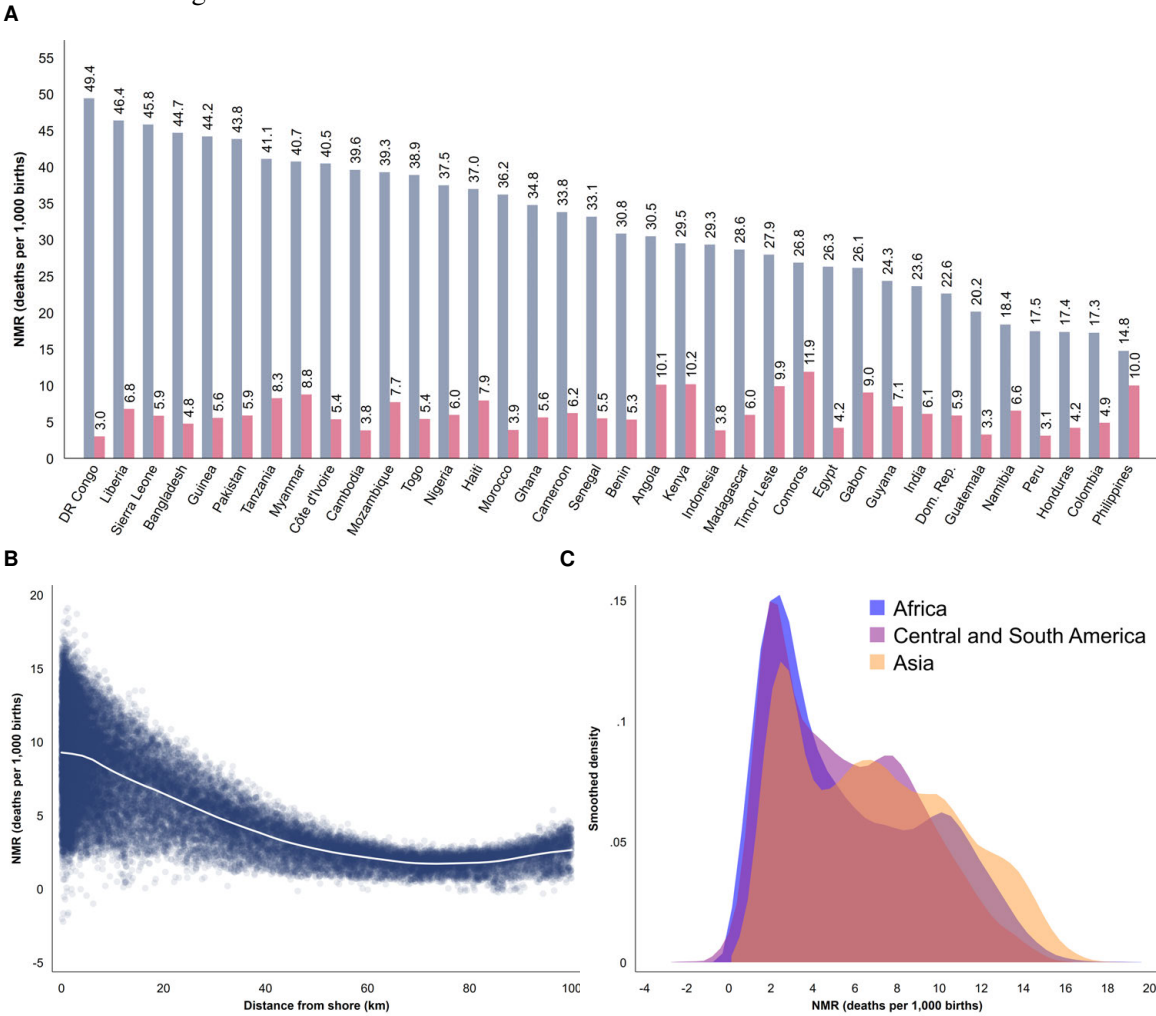 A
NMR (deaths per 1,000 births)
55
50
45
40
35
30
25
20
15
10
5
0
49.4 3.0 46.4 6.8 45.8 5.9 44.7 4.8 44.2 5.6 43.8 5.9 41.1 8.3 40.7 8.8 40.5 5.4 39.6 3.8 39.3 7.7 38.9 5.4 37.5 6.0 37.0 7.9 36.2 3.9 34.8 5.6 33.8 6.2 33.1 5.5 30.8 5.3 30.5 10.1 29.5 10.2 29.3 3.8 28.6 6.0 27.9 9.9 26.8 11.9 26.3 4.2 26.1 9.0 24.3 7.1 23.6 6.1 22.6 5.9 20.2 3.3 18.4 6.6 17.5 3.1 17.4 4.2 17.3 4.9 14.8 10.0
DR Congo
Liberia
Sierra Leone
Bangladesh
Guinea
Pakistan
Tanzania
Myanmar
Côte d'Ivoire
Cambodia
Mozambique
Togo
Nigeria
Haiti
Morocco
Ghana
Cameroon
Senegal
Benin
Angola
Kenya
Indonesia
Madagascar
Timor Leste
Comoros
Egypt
Gabon
Guyana
India
Dom. Rep.
Guatemala
Namibia
Peru
Honduras
Colombia
Philippines
B
NMR (deaths per 1,000 births)
20
15
10
5
0
-5
0 20 40 60 80 100
Distance from shore (km)
C
Smoothed density
.15
.1
.05
0
Africa
Central and South America
Asia
-4 -2 0 2 4 6 8 10 12 14 16 18 20
NMR (deaths per 1,000 births)